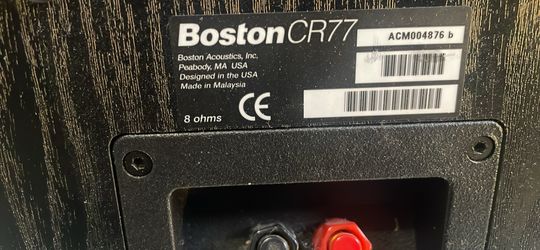 Boston CR77
ACM004876 b
Boston Acoustics, Inc.
Peabody, MA USA
Designed in the USA
Made in Malaysia
CE
8 ohms